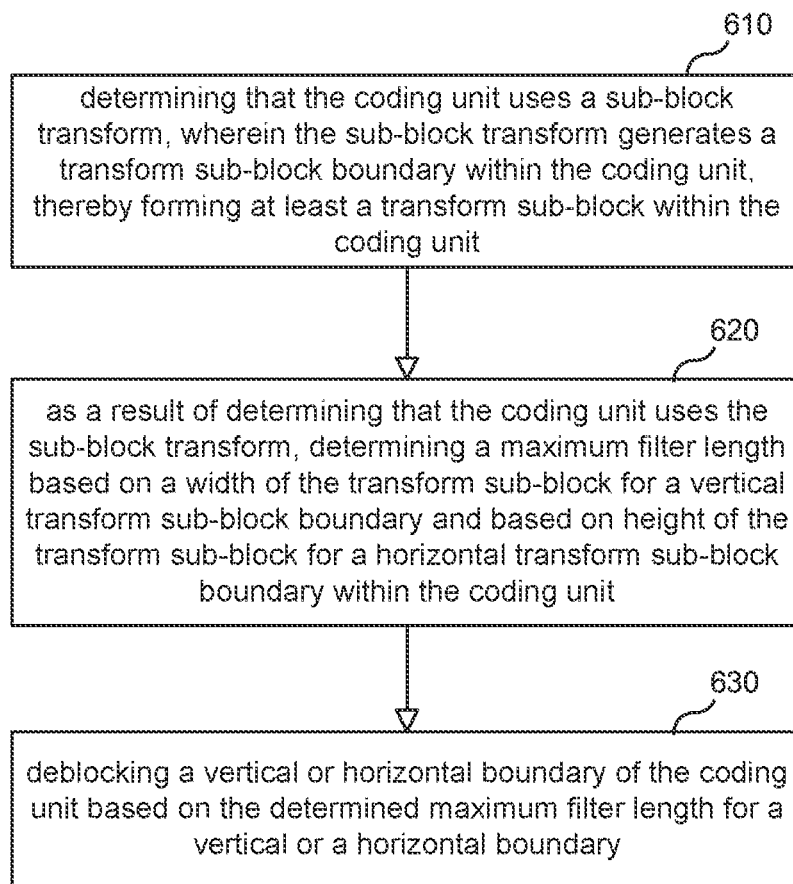 610
determining that the coding unit uses a sub-block
transform, wherein the sub-block transform generates a
transform sub-block boundary within the coding unit,
thereby forming at least a transform sub-block within the
coding unit
620
as a result of determining that the coding unit uses the
sub-block transform, determining a maximum filter length
based on a width of the transform sub-block for a vertical
transform sub-block boundary and based on height of the
transform sub-block for a horizontal transform sub-block
boundary within the coding unit
630
deblocking a vertical or horizontal boundary of the coding
unit based on the determined maximum filter length for a
vertical or a horizontal boundary